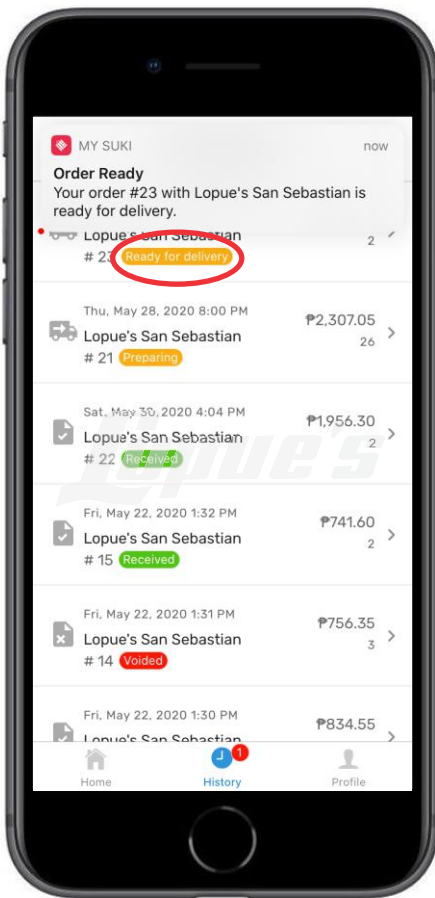 MY SUKI now
Order Ready
Your order #23 with Lopue's San Sebastian is
ready for delivery.
Lopue's San Sebastian
2
# 23 Ready for delivery
Thu, May 28, 2020 8:00 PM
₱2,307.05
Lopue's San Sebastian
26
# 21 Preparing
Sat, May 30, 2020 4:04 PM
₱1,956.30
Lopue's San Sebastian
2
# 22 Received
Lopue's
Fri, May 22, 2020 1:32 PM
₱741.60
Lopue's San Sebastian
2
# 15 Received
Fri, May 22, 2020 1:31 PM
₱756.35
Lopue's San Sebastian
3
# 14 Voided
Fri, May 22, 2020 1:30 PM
₱834.55
Lopue's San Sebastian
1
Home History Profile